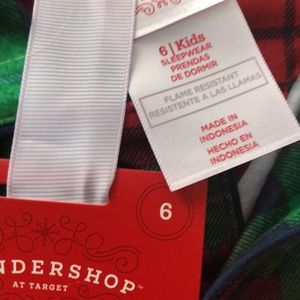 6 | Kids
SLEEPWEAR
PRENDAS
DE DORMIR
FLAME RESISTANT
RESISTENTE A LAS LLAMAS
MADE IN
INDONESIA
HECHO EN
INDONESIA
6
NDERSHOP™
AT TARGET